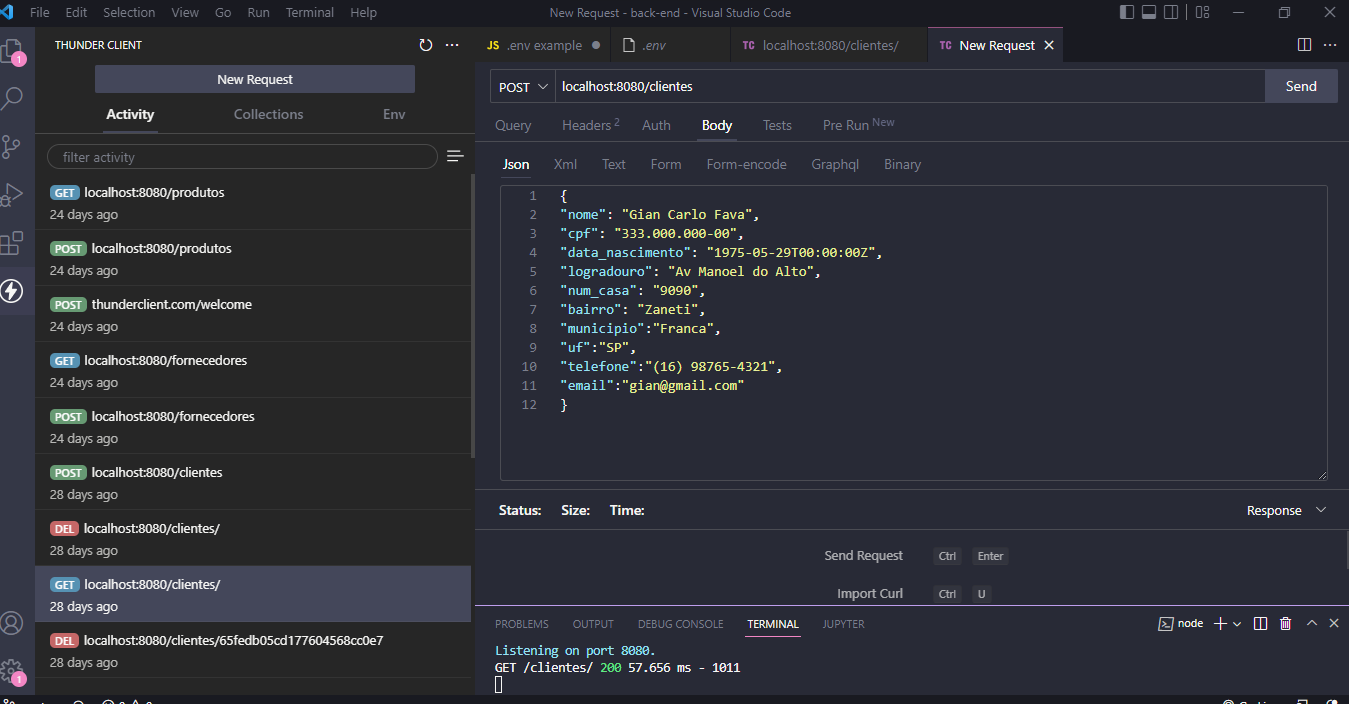 File Edit Selection View Go Run Terminal Help New Request - back-end - Visual Studio Code
THUNDER CLIENT
New Request
Activity Collections Env
filter activity
GET localhost:8080/produtos
24 days ago
POST localhost:8080/produtos
24 days ago
POST thunderclient.com/welcome
24 days ago
GET localhost:8080/fornecedores
24 days ago
POST localhost:8080/fornecedores
24 days ago
POST localhost:8080/clientes
28 days ago
DEL localhost:8080/clientes/
28 days ago
GET localhost:8080/clientes/
28 days ago
DEL localhost:8080/clientes/65fedb05cd177604568cc0e7
28 days ago
1
1
JS .env example .env TC localhost:8080/clientes/ TC New Request
POST localhost:8080/clientes Send
Query Headers 2 Auth Body Tests Pre Run New
Json Xml Text Form Form-encode Graphql Binary
1 {
2 "nome": "Gian Carlo Fava",
3 "cpf": "333.000.000-00",
4 "data_nascimento": "1975-05-29T00:00:00Z",
5 "logradouro": "Av Manoel do Alto",
6 "num_casa": "9090",
7 "bairro": "Zaneti",
8 "municipio":"Franca",
9 "uf":"SP",
10 "telefone":"(16) 98765-4321",
11 "email":"gian@gmail.com"
12 }
Status: Size: Time: Response
Send Request Ctrl Enter
Import Curl Ctrl U
PROBLEMS OUTPUT DEBUG CONSOLE TERMINAL JUPYTER node
Listening on port 8080.
GET /clientes/ 200 57.656 ms - 1011